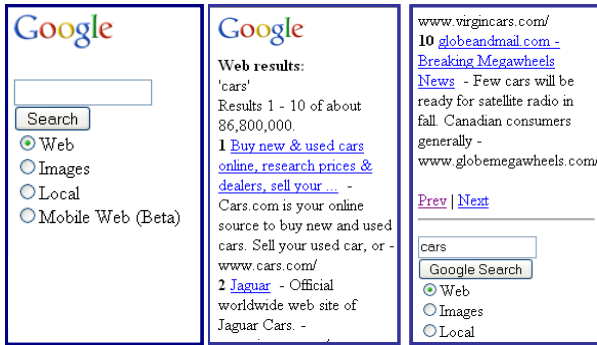 Google
Search
Web
Images
Local
Mobile Web (Beta)
Google
Web results:
'cars'
Results 1 - 10 of about
86,800,000.
1 Buy new & used cars
online, research prices &
dealers, sell your ... -
Cars.com is your online
source to buy new and used
cars. Sell your used car, or -
www.cars.com/
2 Jaguar - Official
worldwide web site of
Jaguar Cars. -
www.virgincars.com/
10 globeandmail.com -
Breaking Megawheels
News - Few cars will be
ready for satellite radio in
fall. Canadian consumers
generally -
www.globemegawheels.com/
Prev | Next
cars
Google Search
Web
Images
Local